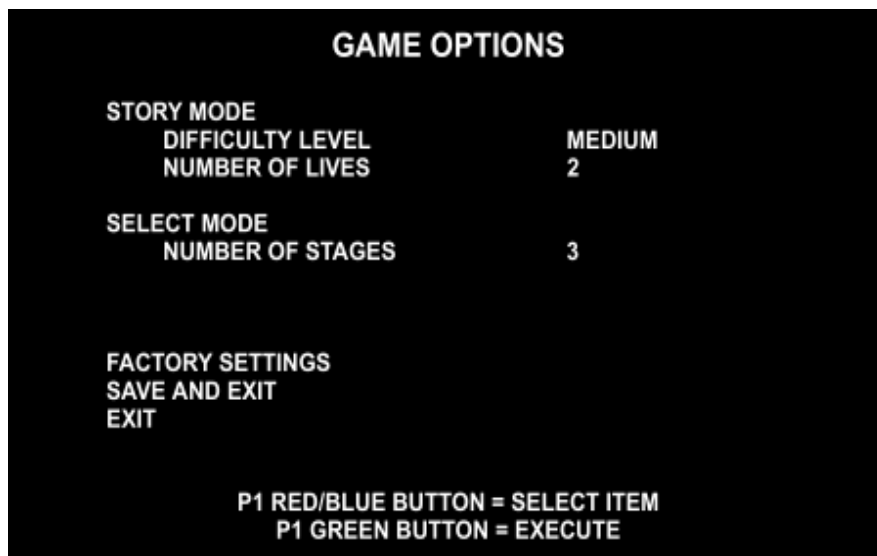 GAME OPTIONS
STORY MODE
DIFFICULTY LEVEL MEDIUM
NUMBER OF LIVES 2
SELECT MODE
NUMBER OF STAGES 3
FACTORY SETTINGS
SAVE AND EXIT
EXIT
P1 RED/BLUE BUTTON = SELECT ITEM
P1 GREEN BUTTON = EXECUTE